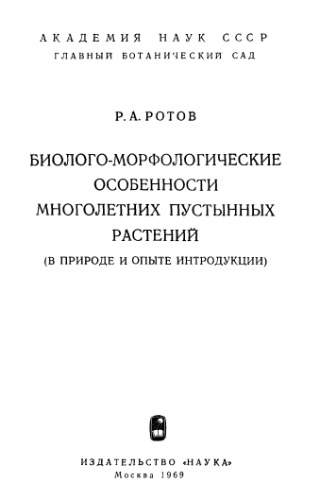 АКАДЕМИЯ НАУК СССР
ГЛАВНЫЙ БОТАНИЧЕСКИЙ САД
Р. А. РОТОВ
БИОЛОГО-МОРФОЛОГИЧЕСКИЕ
ОСОБЕННОСТИ
МНОГОЛЕТНИХ ПУСТЫННЫХ
РАСТЕНИЙ
(В ПРИРОДЕ И ОПЫТЕ ИНТРОДУКЦИИ)
ИЗДАТЕЛЬСТВО «НАУКА»
Москва 1969